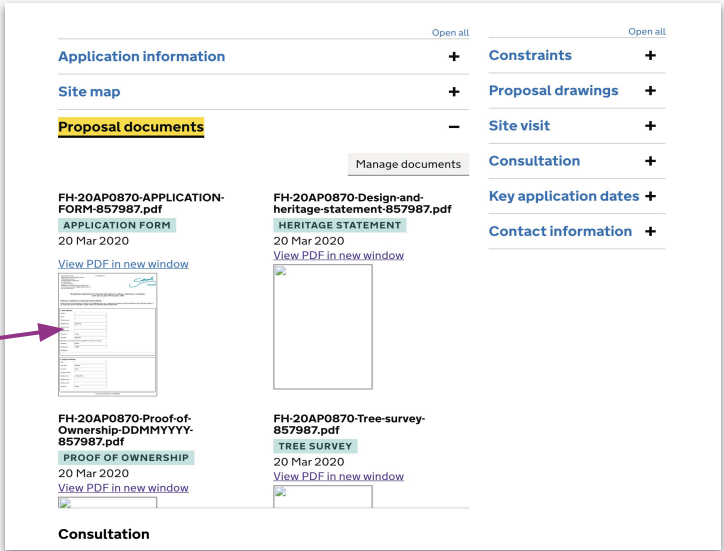 Open all
Application information
Site map
Proposal documents
Manage documents
FH-20AP0870-APPLICATION-
FORM-857987.pdf
APPLICATION FORM
20 Mar 2020
View PDF in new window
FH-20AP0870-Design-and-
heritage-statement-857987.pdf
HERITAGE STATEMENT
20 Mar 2020
View PDF in new window
FH-20AP0870-Proof-of-
Ownership-DDMMYYYY-
857987.pdf
PROOF OF OWNERSHIP
20 Mar 2020
View PDF in new window
FH-20AP0870-Tree-survey-
857987.pdf
TREE SURVEY
20 Mar 2020
View PDF in new window
Consultation
Open all
Constraints
Proposal drawings
Site visit
Consultation
Key application dates
Contact information